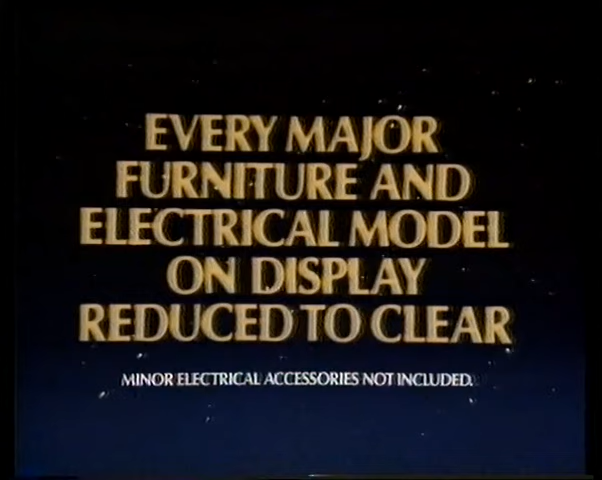 EVERY MAJOR
FURNITURE AND
ELECTRICAL MODEL
ON DISPLAY
REDUCED TO CLEAR
MINOR ELECTRICAL ACCESSORIES NOT INCLUDED.